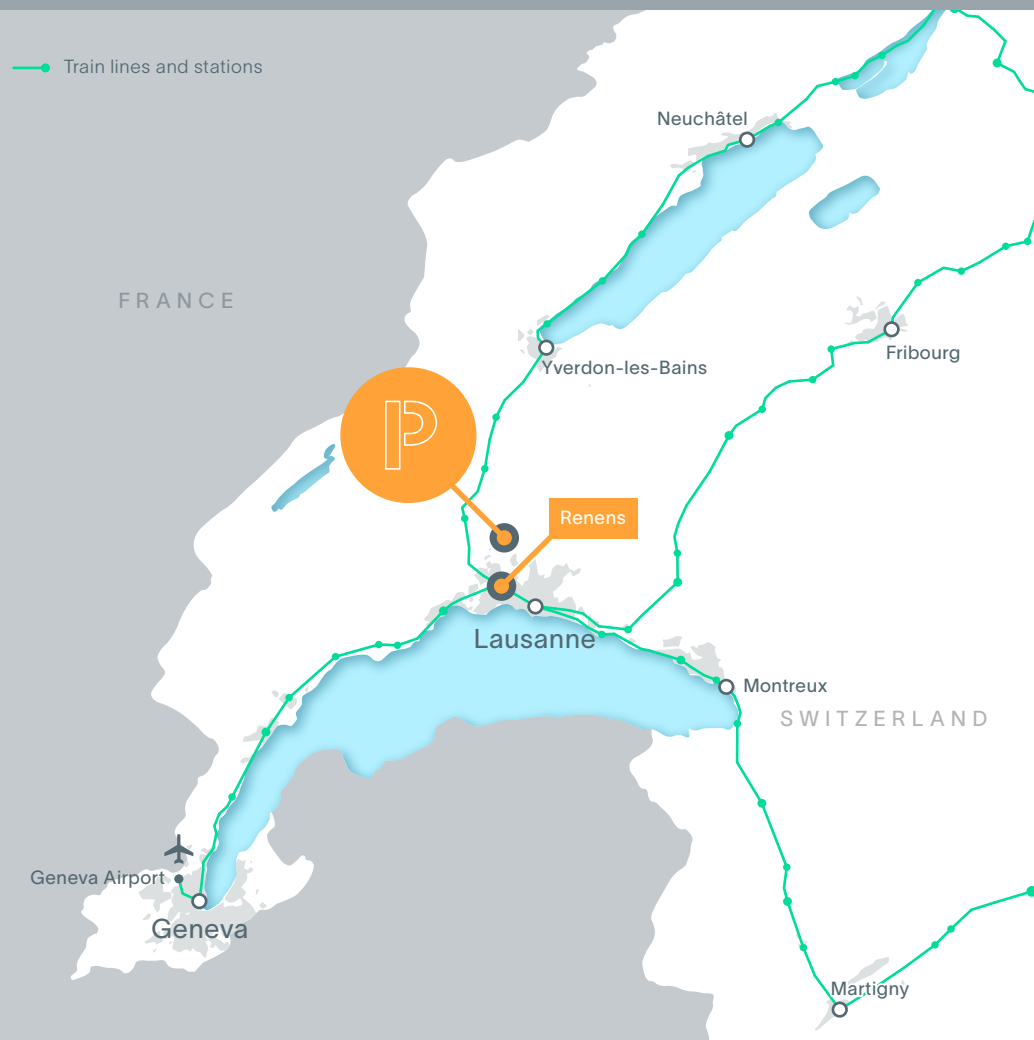 Train lines and stations
Neuchâtel
FRANCE
Fribourg
Yverdon-les-Bains
P
Renens
Lausanne
Montreux
SWITZERLAND
Geneva Airport
Geneva
Martigny